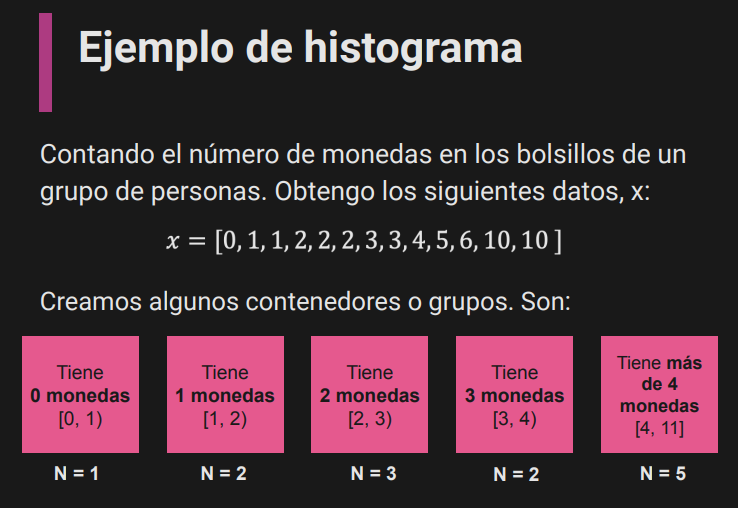 Ejemplo de histograma
Contando el número de monedas en los bolsillos de un
grupo de personas. Obtengo los siguientes datos, x:
x = [0, 1, 1, 2, 2, 2, 3, 3, 4, 5, 6, 10, 10 ]
Creamos algunos contenedores o grupos. Son:
Tiene
0 monedas
[0, 1)
N = 1
Tiene
1 monedas
[1, 2)
N = 2
Tiene
2 monedas
[2, 3)
N = 3
Tiene
3 monedas
[3, 4)
N = 2
Tiene más
de 4
monedas
[4, 11]
N = 5